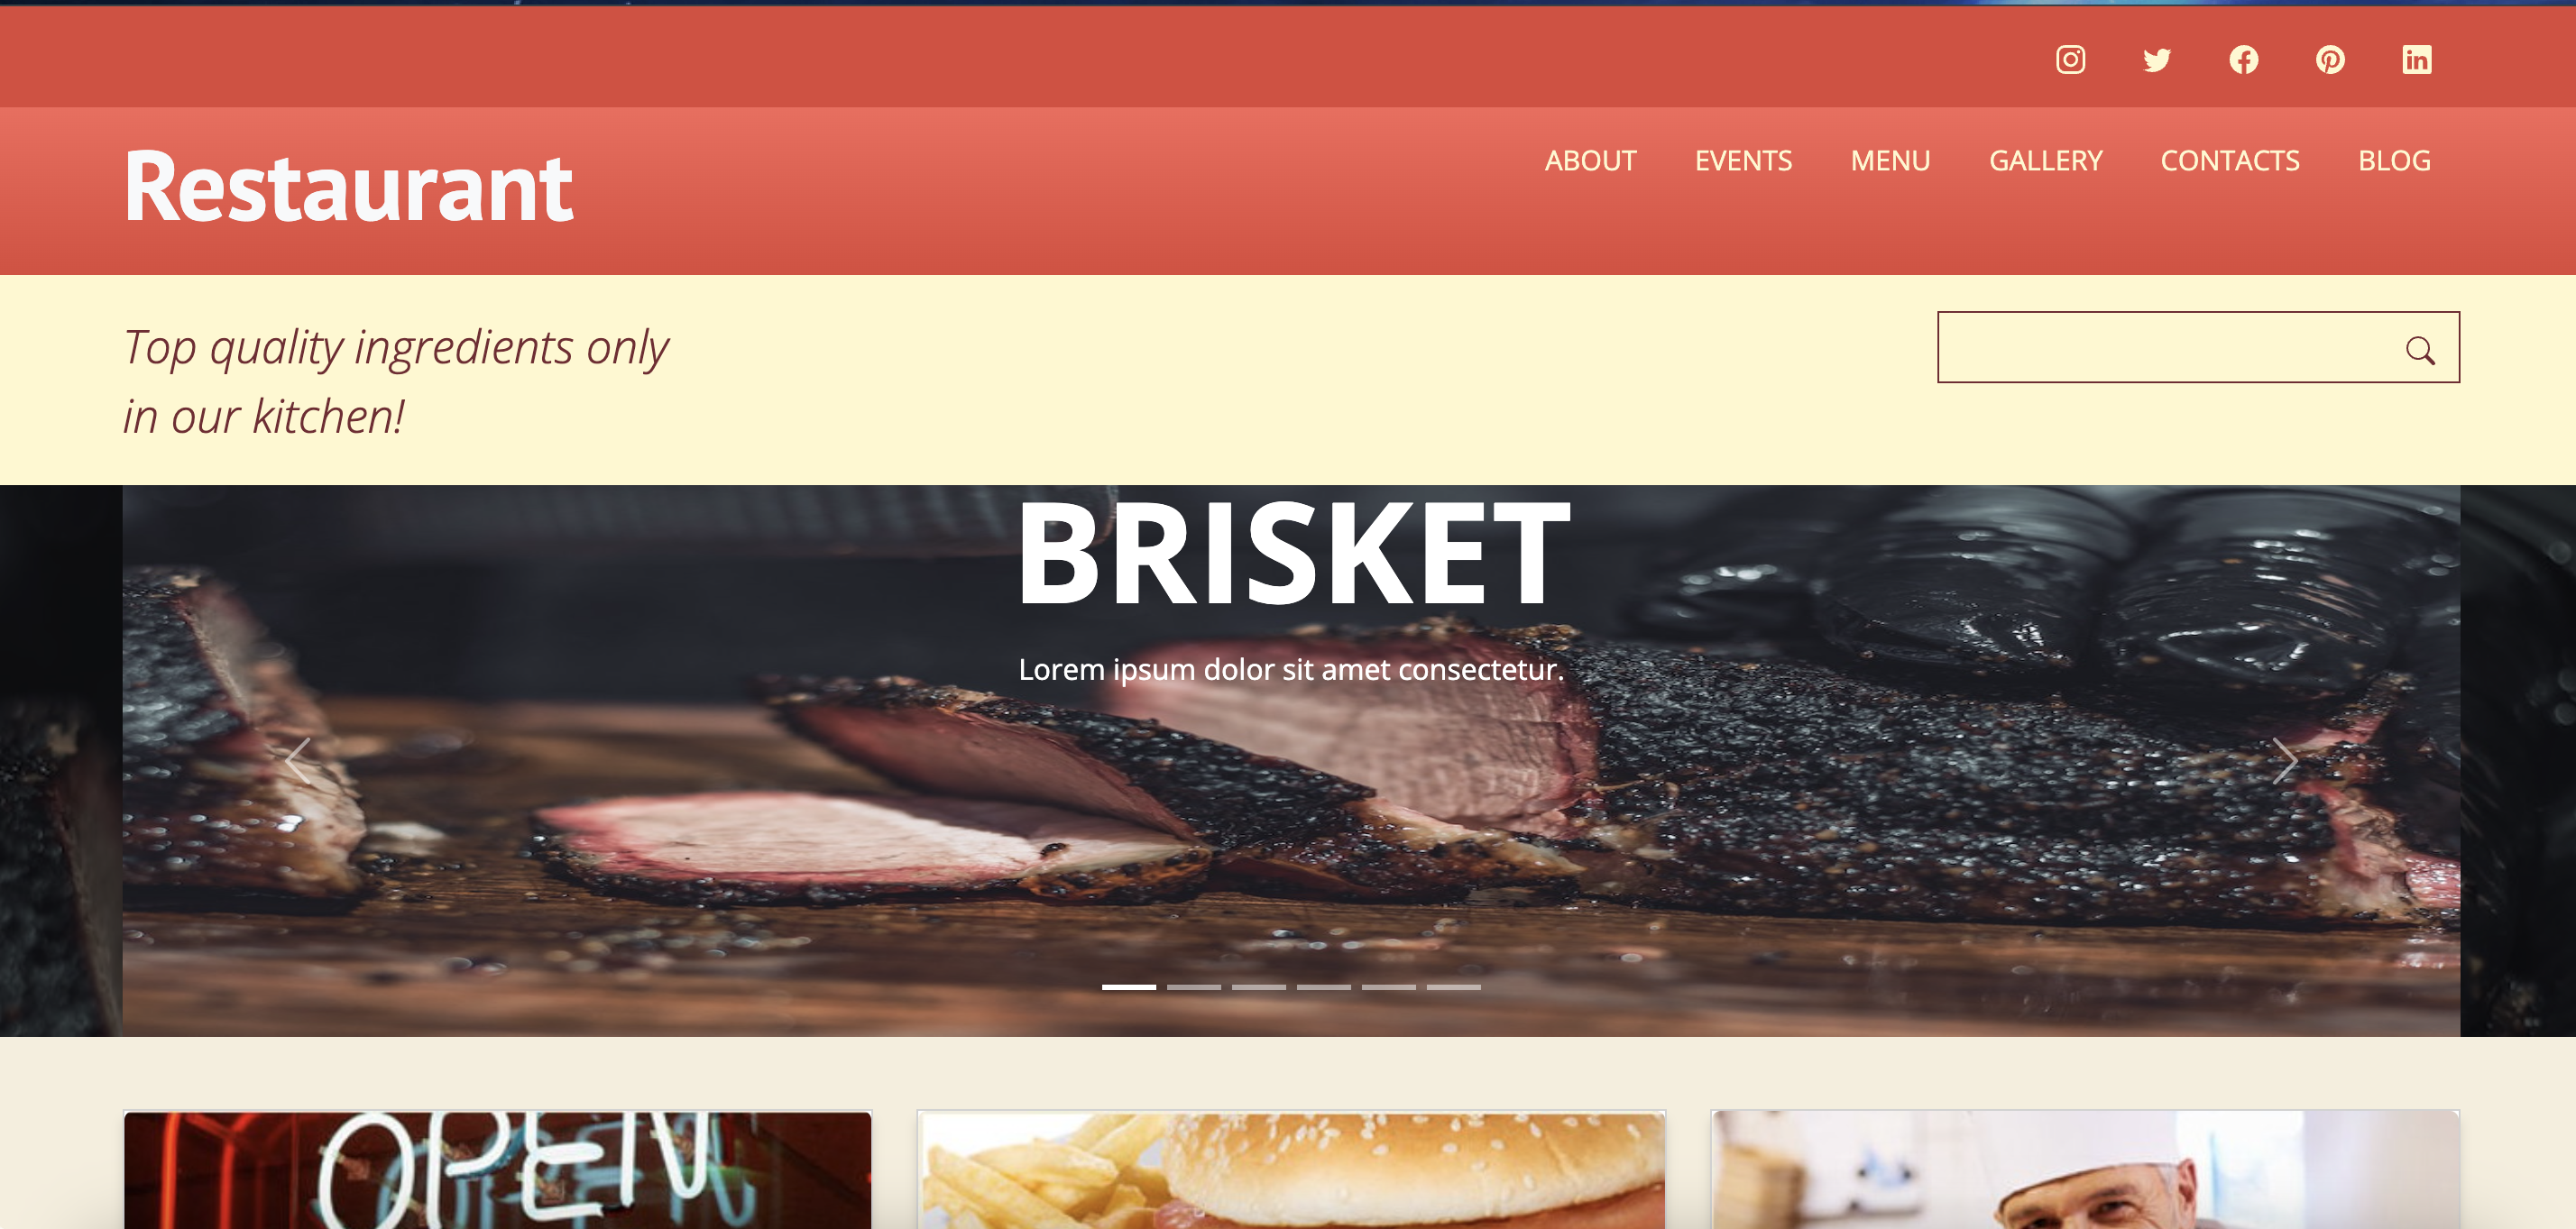 Restaurant
ABOUT EVENTS MENU GALLERY CONTACTS BLOG
Top quality ingredients only
in our kitchen!
BRISKET
Lorem ipsum dolor sit amet consectetur.
OPEN